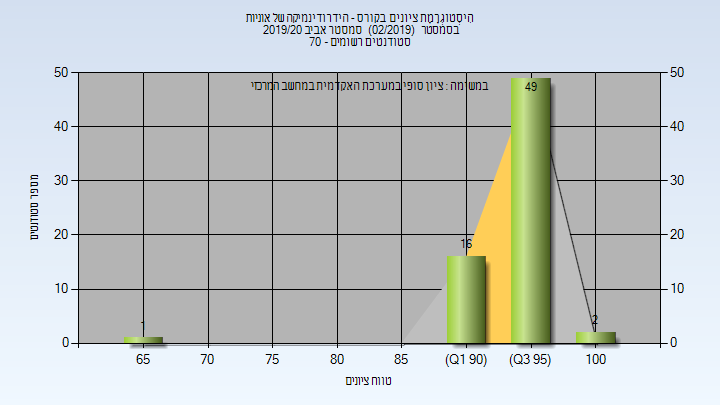 היסטוגרמת ציונים בקורס - הידרודינמיקה של אוניות
בסמסטר (02/2019) סמסטר אביב 2019/20
סטודנטים רשומים - 70
במשימה : ציון סופי במערכת האקדמית במחשב המרכזי
50
40
30
20
10
0
50
40
30
20
10
0
מספר סטודנטים
1
16
49
2
65
70
75
80
85
(Q1 90)
(Q3 95)
100
טווח ציונים